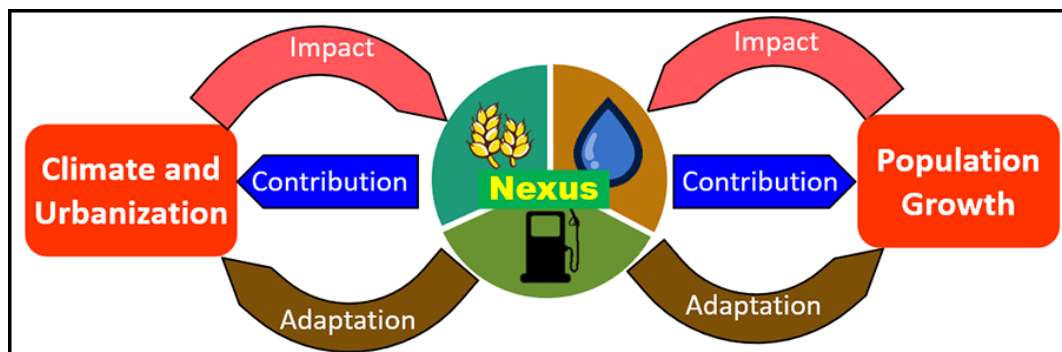 Impact
Impact
Climate and
Urbanization
Contribution
Nexus
Contribution
Population
Growth
Adaptation
Adaptation